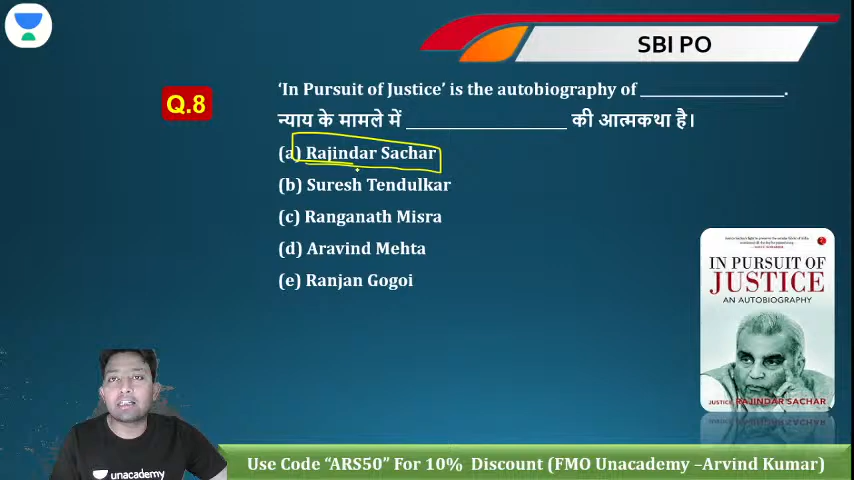 SBI PO
Q.8
‘In Pursuit of Justice’ is the autobiography of ________________.
न्याय के मामले में __________________ की आत्मकथा है।
(a) Rajindar Sachar
(b) Suresh Tendulkar
(c) Ranganath Misra
(d) Aravind Mehta
(e) Ranjan Gogoi
IN PURSUIT OF
JUSTICE
AN AUTOBIOGRAPHY
JUSTICE RAJINDAR SACHAR
unacademy
Use Code “ARS50” For 10% Discount (FMO Unacademy –Arvind Kumar)